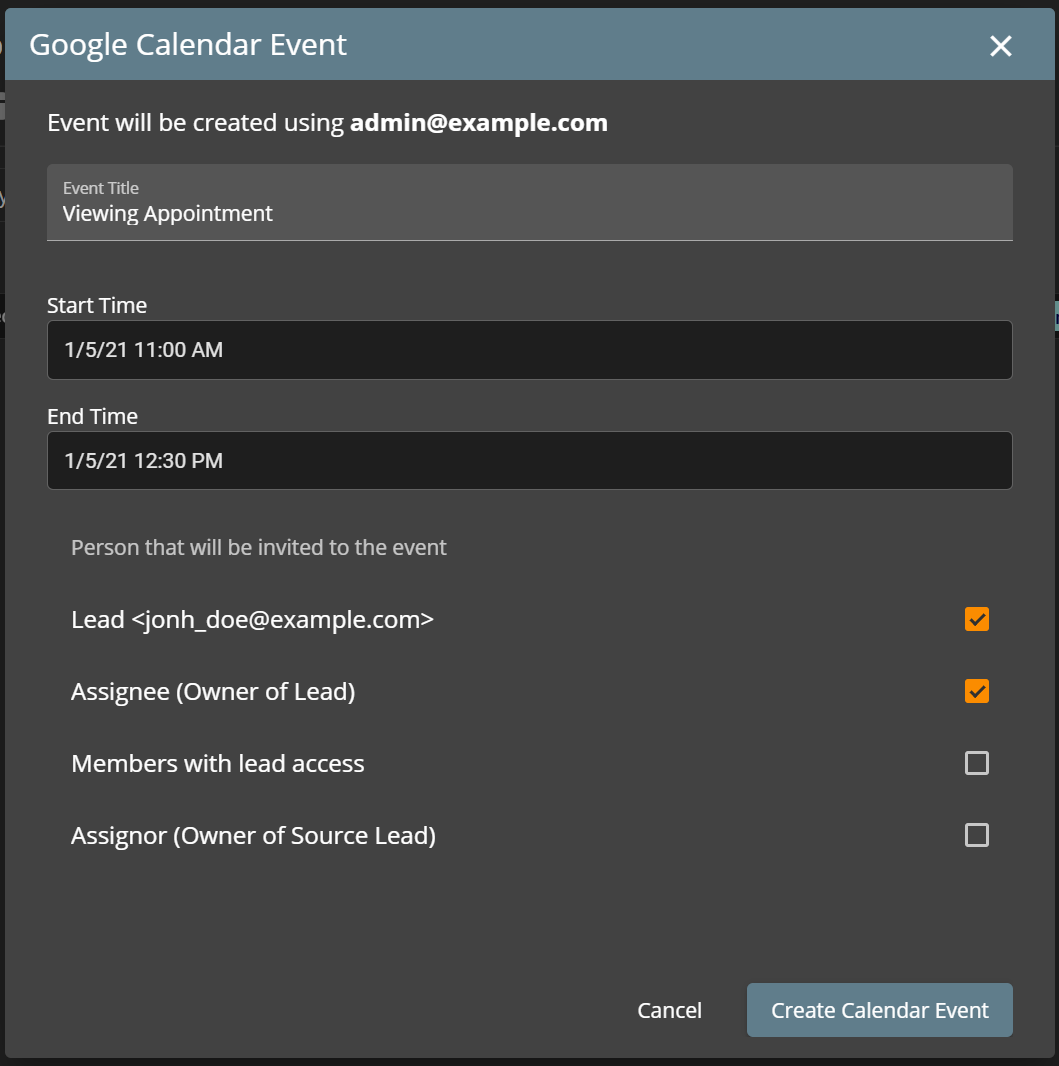 Google Calendar Event
Event will be created using admin@example.com
Event Title
Viewing Appointment
Start Time
1/5/21 11:00 AM
End Time
1/5/21 12:30 PM
Person that will be invited to the event
Lead <jonh_doe@example.com>
Assignee (Owner of Lead)
Members with lead access
Assignor (Owner of Source Lead)
Cancel
Create Calendar Event